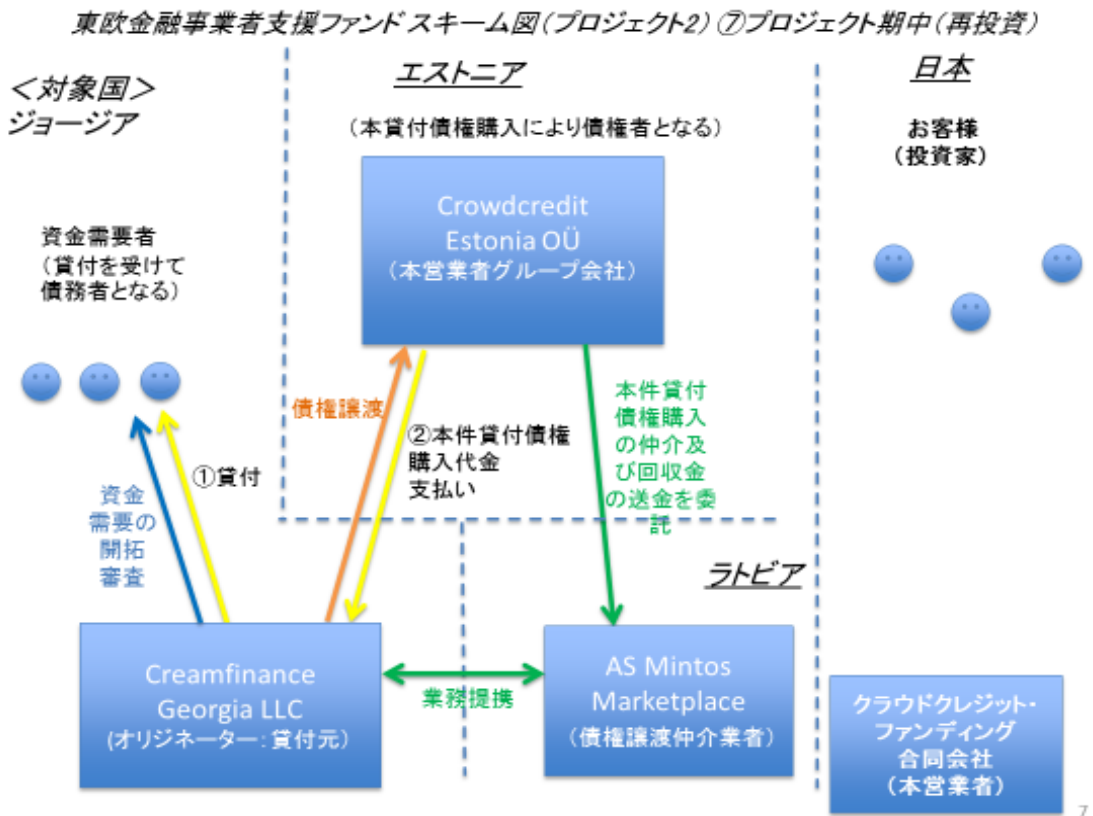 東欧金融事業者支援ファンド スキーム図(プロジェクト2) ⑦プロジェクト期中(再投資)
<対象国>
ジョージア
エストニア
日本
(本貸付債権購入により債権者となる)
お客様
(投資家)
Crowdcredit
Estonia OÜ
(本営業者グループ会社)
資金需要者
(貸付を受けて
債務者となる)
債権譲渡
②本件貸付債権
購入代金
支払い
本件貸付
債権購入
の仲介及
び回収金
の送金を委
託
①貸付
資金
需要の
開拓
審査
ラトビア
Creamfinance
Georgia LLC
(オリジネーター:貸付元)
業務提携
AS Mintos
Marketplace
(債権譲渡仲介業者)
クラウドクレジット・
ファンディング
合同会社
(本営業者)
7